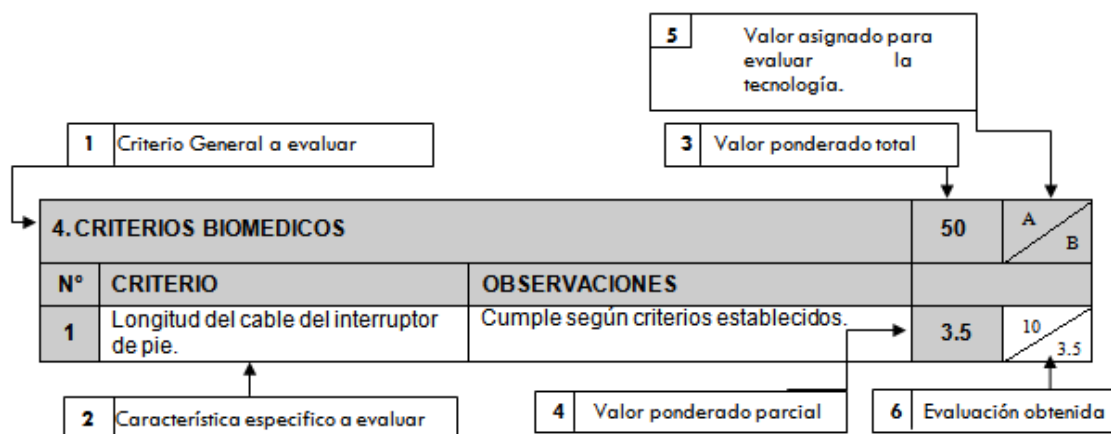 5 Valor asignado para
evaluar la
tecnología.
1 Criterio General a evaluar
3 Valor ponderado total
4. CRITERIOS BIOMEDICOS 50 A B
N° CRITERIO OBSERVACIONES
1 Longitud del cable del interruptor
de pie.
Cumple según criterios establecidos.
3.5
10
3.5
2 Característica especifico a evaluar
4 Valor ponderado parcial
6 Evaluación obtenida